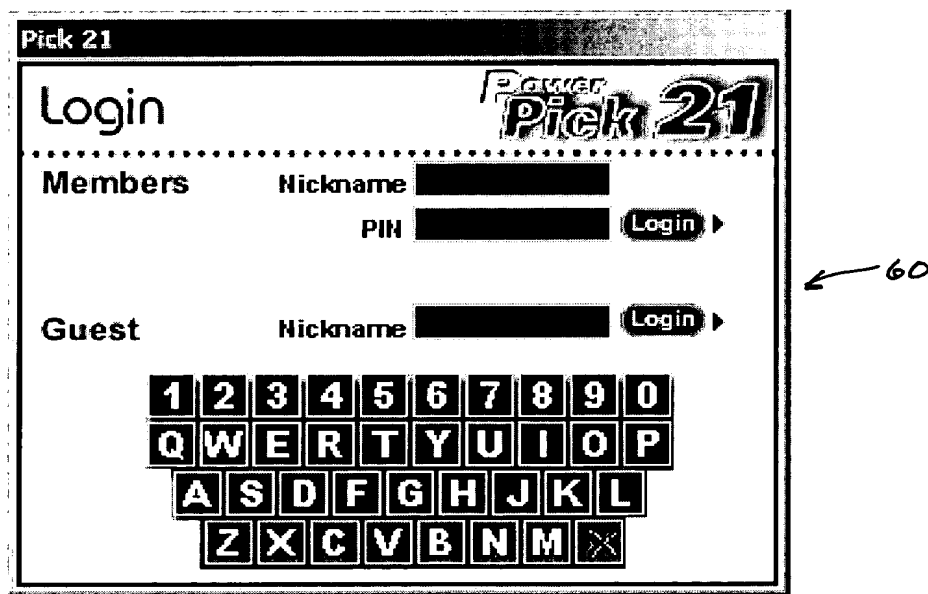 Pick 21
Login
Power
Pick 21
Members Nickname
PIN Login
60
Guest Nickname Login
1 2 3 4 5 6 7 8 9 0
Q W E R T Y U I O P
A S D F G H J K L
Z X C V B N M X